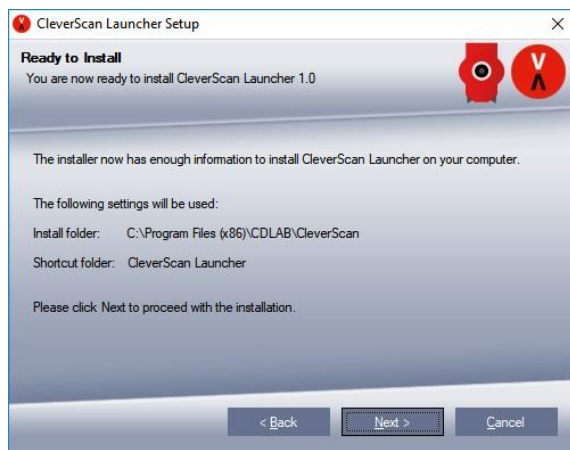 CleverScan Launcher Setup
Ready to Install
You are now ready to install CleverScan Launcher 1.0
The installer now has enough information to install CleverScan Launcher on your computer.
The following settings will be used:
Install folder: C:\Program Files (x86)\CDLAB\CleverScan
Shortcut folder: CleverScan Launcher
Please click Next to proceed with the installation.
< Back Next > Cancel